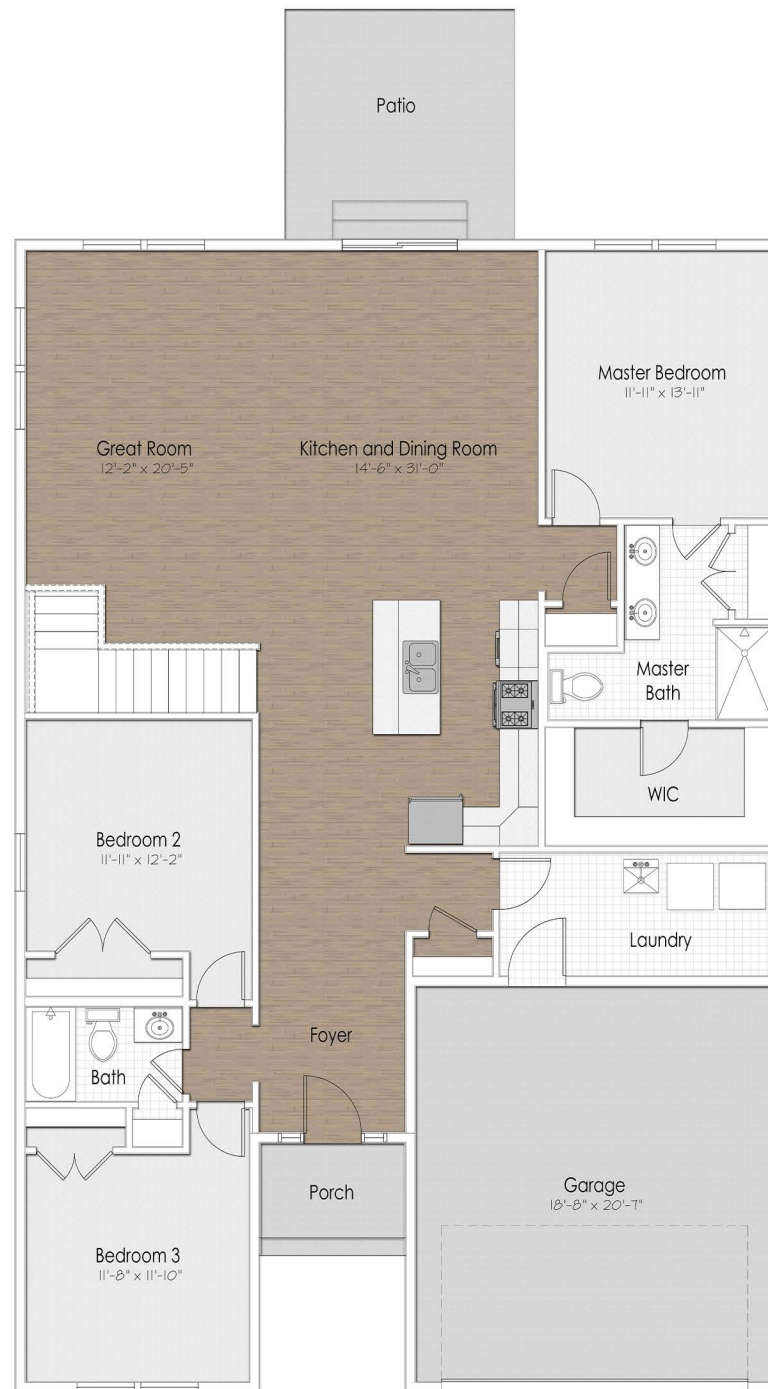 Patio
Master Bedroom
11'-11" x 13'-11"
Great Room
12'-2" x 20'-5"
Kitchen and Dining Room
14'-6" x 31'-0"
Master
Bath
WIC
Bedroom 2
11'-11" x 12'-2"
Laundry
Foyer
Bath
Porch
Garage
18'-8" x 20'-7"
Bedroom 3
11'-8" x 11'-10"